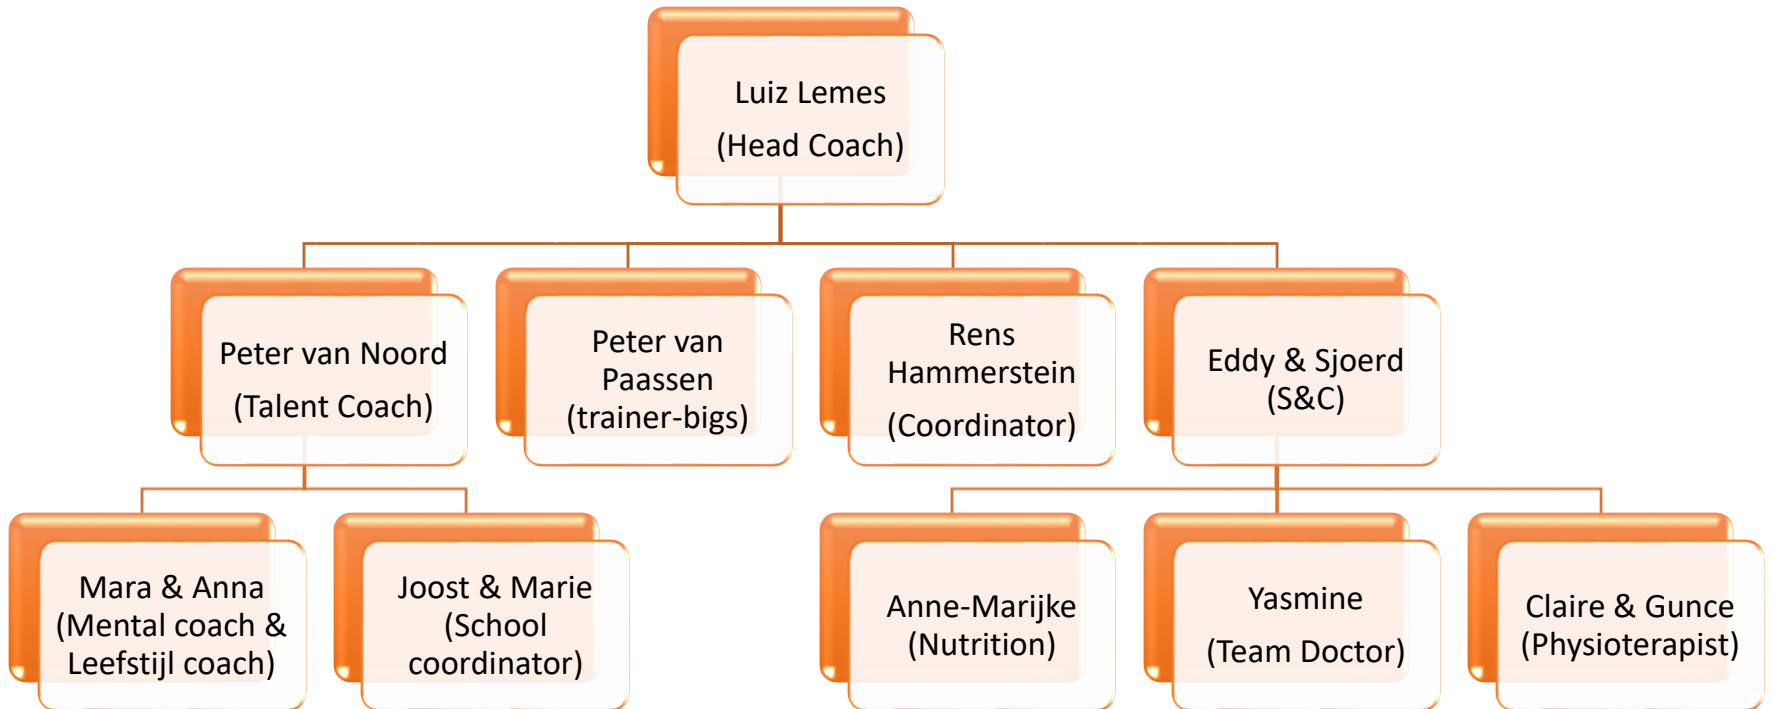 Luiz Lemes
(Head Coach)
Peter van Noord
(Talent Coach)
Peter van
Paassen
(trainer-bigs)
Rens
Hammerstein
(Coordinator)
Eddy & Sjoerd
(S&C)
Mara & Anna
(Mental coach &
Leefstijl coach)
Joost & Marie
(School
coordinator)
Anne-Marijke
(Nutrition)
Yasmine
(Team Doctor)
Claire & Gunce
(Physioterapist)